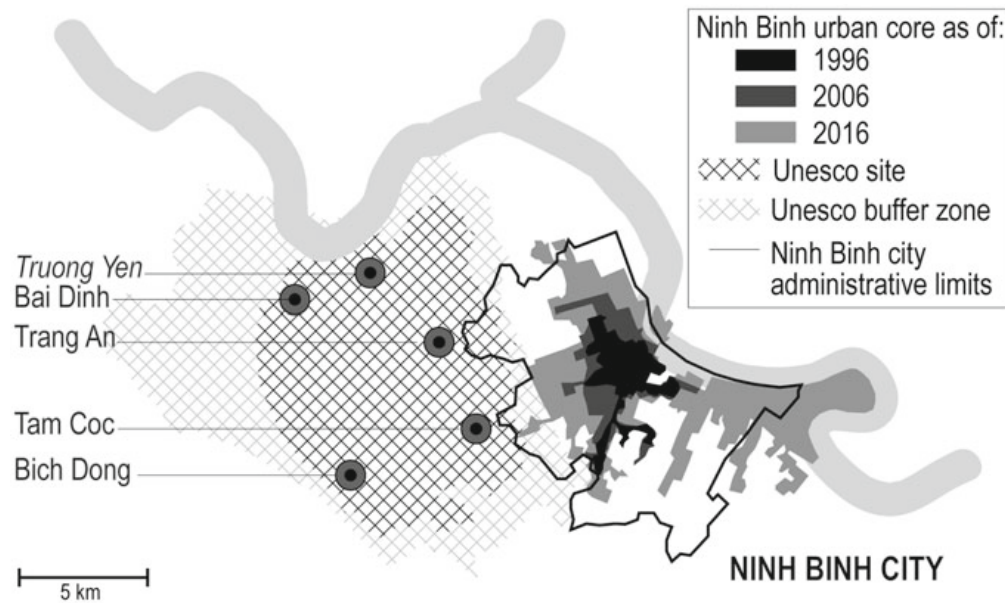 Ninh Binh urban core as of:
1996
2006
2016
Unesco site
Unesco buffer zone
Ninh Binh city
administrative limits
Truong Yen
Bai Dinh
Trang An
Tam Coc
Bich Dong
5 km
NINH BINH CITY